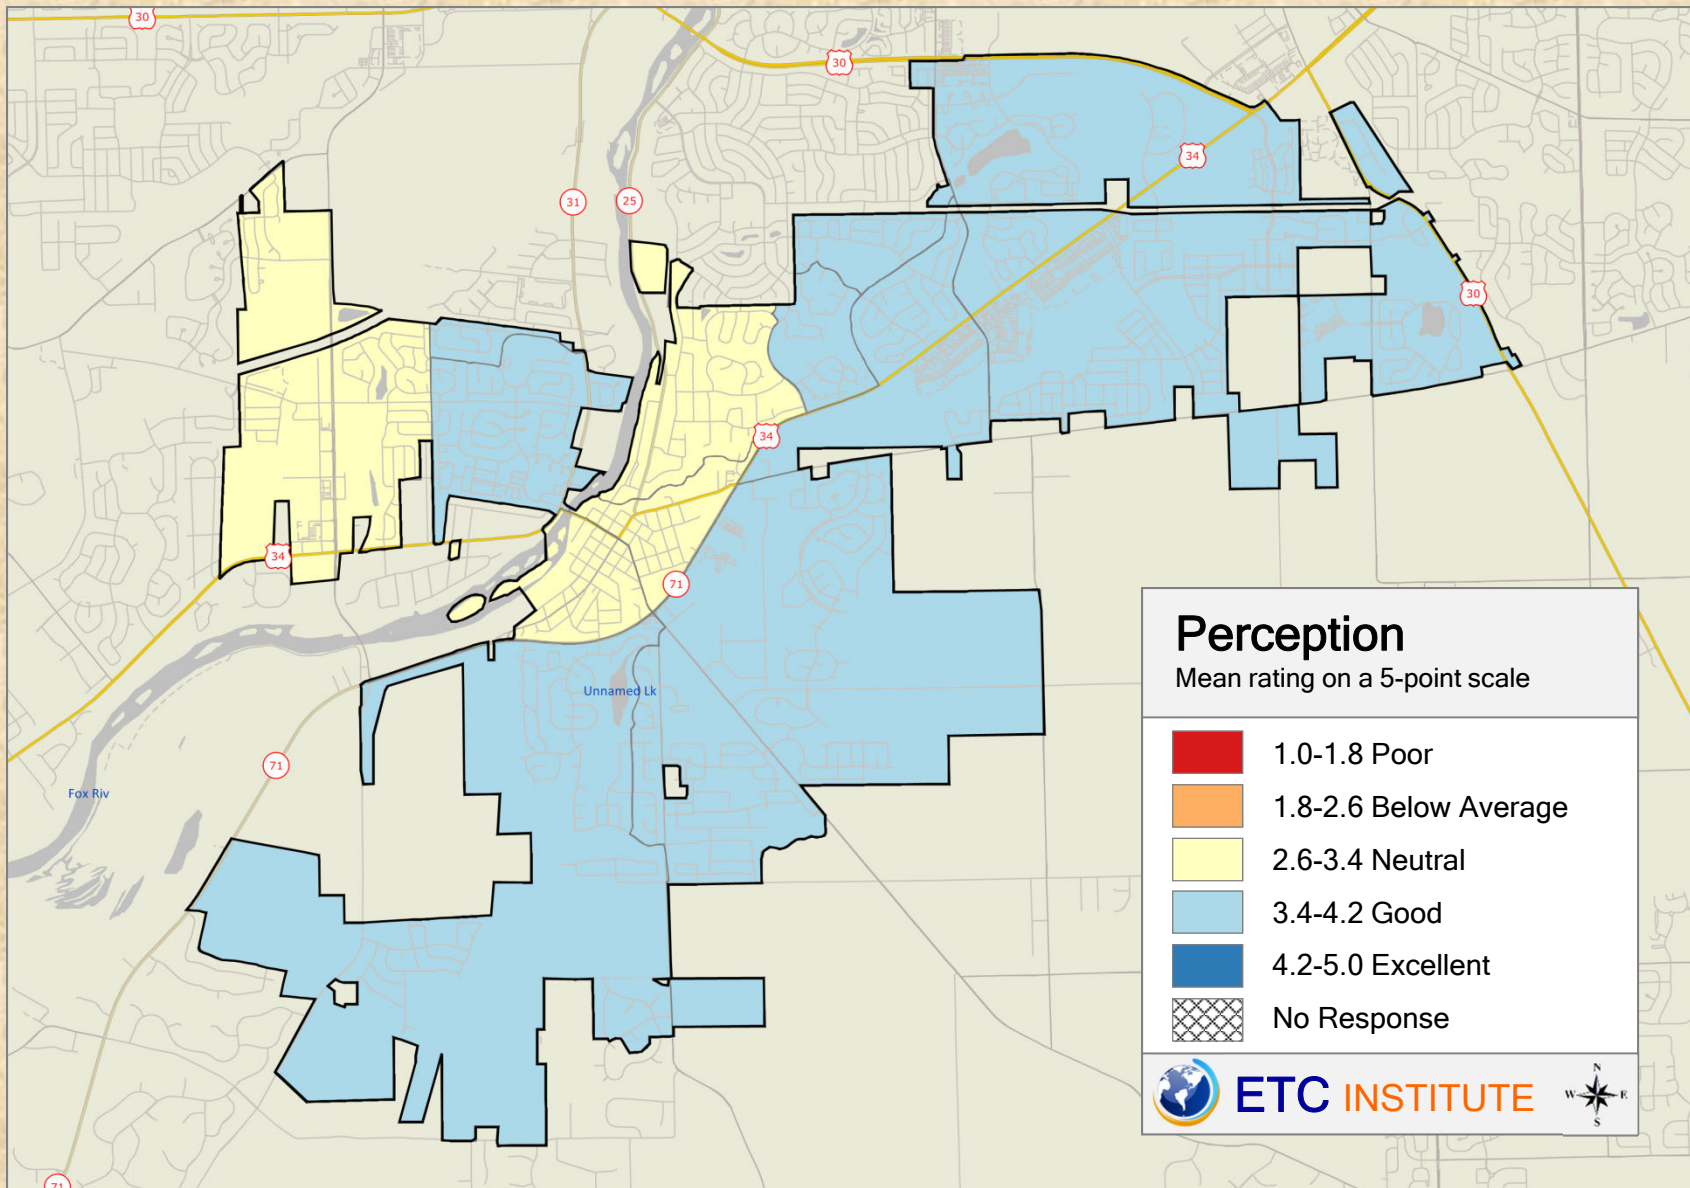 30
30
34
31
25
30
34
34
71
Unnamed Lk
71
Fox Riv
71
Perception
Mean rating on a 5-point scale
1.0-1.8 Poor
1.8-2.6 Below Average
2.6-3.4 Neutral
3.4-4.2 Good
4.2-5.0 Excellent
No Response
ETC INSTITUTE
N
W E
S